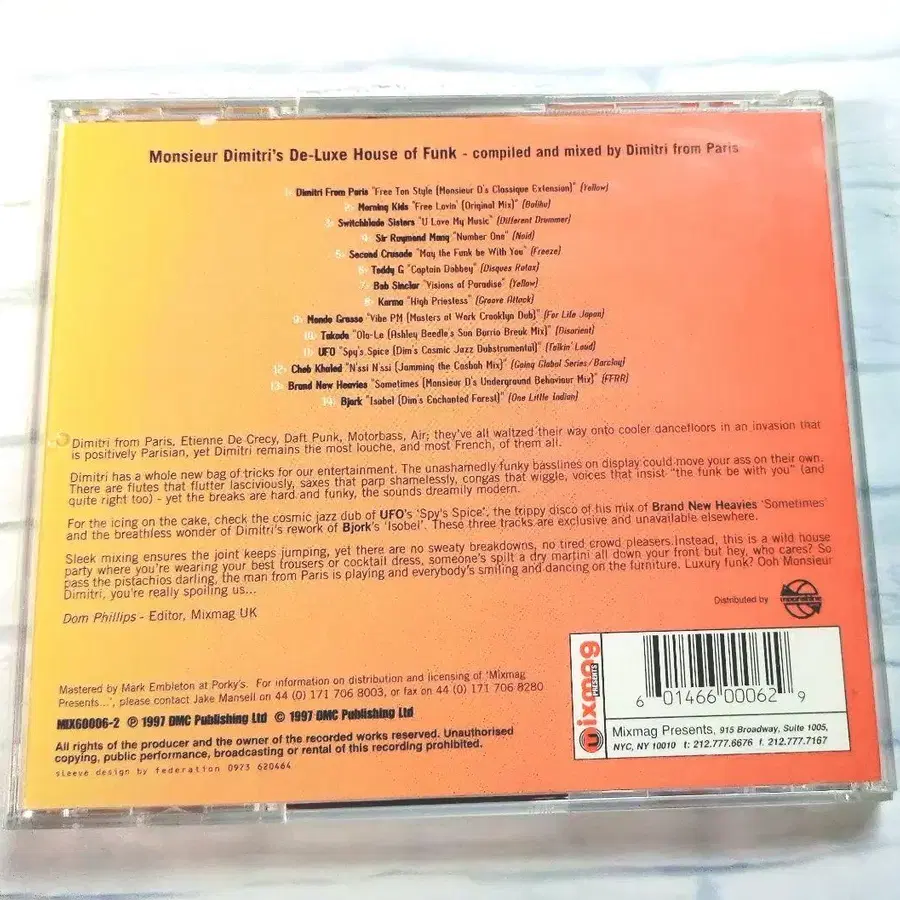 Monsieur Dimitri's De-Luxe House of Funk - compiled and mixed by Dimitri from Paris
1: Dimitri From Paris "Free Ton Style (Monsieur D's Classique Extension)" (Yellow)
2: Morning Kids "Free Lovin' (Original Mix)" (Balihu)
3: Switchblade Sisters "U Love My Music" (Different Drummer)
4: Sir Raymond Mang "Number One" (Noid)
5: Second Crusade "May the Funk be With You" (Freeze)
6: Teddy G "Captain Dobbey" (Disques Rutax)
7: Bob Sinclar "Visions of Paradise" (Yellow)
8: Karma "High Priestess" (Groove Attack)
9: Mondo Grosso "Vibe PM (Masters at Work Crooklyn Dub)" (For Life Japan)
10: Takada "Ola-La (Ashley Beedle's Sun Burrio Break Mix)" (Disorient)
11: UFO "Spy's Spice (Dim's Cosmic Jazz Dubstrumental)" (Talkin' Loud)
12: Cheb Khaled "N'ssi N'ssi (Jamming the Casbah Mix)" (Going Global Series/Barclay)
13: Brand New Heavies "Sometimes (Monsieur D's Underground Behaviour Mix)" (FFRR)
14: Bjork "Isobel (Dim's Enchanted Forest)" (One Little Indian)
Dimitri from Paris, Etienne De Crecy, Daft Punk, Motorbass, Air; they've all waltzed their way onto cooler dancefloors in an invasion that
is positively Parisian, yet Dimitri remains the most louche, and most French, of them all.
Dimitri has a whole new bag of tricks for our entertainment. The unashamedly funky basslines on display could move your ass on their own.
There are flutes that flutter lasciviously, saxes that parp shamelessly, congas that wiggle, voices that insist "the funk be with you" (and
quite right too) - yet the breaks are hard and funky, the sounds dreamily modern.
For the icing on the cake, check the cosmic jazz dub of UFO's 'Spy's Spice', the trippy disco of his mix of Brand New Heavies 'Sometimes'
and the breathless wonder of Dimitri's rework of Bjork's 'Isobel'. These three tracks are exclusive and unavailable elsewhere.
Sleek mixing ensures the joint keeps jumping, yet there are no sweaty breakdowns, no tired crowd pleasers.Instead, this is a wild house
party where you're wearing your best trousers or cocktail dress, someone's spilt a dry martini all down your front but hey, who cares? So
pass the pistachios darling, the man from Paris is playing and everybody's smiling and dancing on the furniture. Luxury funk? Ooh Monsieur
Dimitri, you're really spoiling us...
Dom Phillips - Editor, Mixmag UK
Distributed by
moonshine
Mastered by Mark Embleton at Porky's. For information on distribution and licensing of 'Mixmag
Presents...', please contact Jake Mansell on 44 (0) 171 706 8003, or fax on 44 (0) 171 706 8280
MIX60006-2 ℗ 1997 DMC Publishing Ltd © 1997 DMC Publishing Ltd
All rights of the producer and the owner of the recorded works reserved. Unauthorised
copying, public performance, broadcasting or rental of this recording prohibited.
sleeve design by federation 0973 620464
mixmag
PRESENTS
6 01466 00062 9
Mixmag Presents, 915 Broadway, Suite 1005,
NYC, NY 10010 t: 212.777.6676 f. 212.777.7167